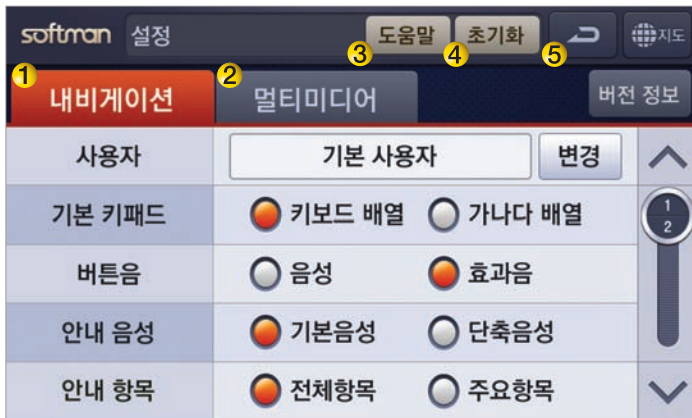 softman 설정 3 도움말 4 초기화 5 지도
1 내비게이션 2 멀티미디어 버전 정보
사용자 기본 사용자 변경
기본 키패드 키보드 배열 가나다 배열 1
2
버튼음 음성 효과음
안내 음성 기본음성 단축음성
안내 항목 전체항목 주요항목